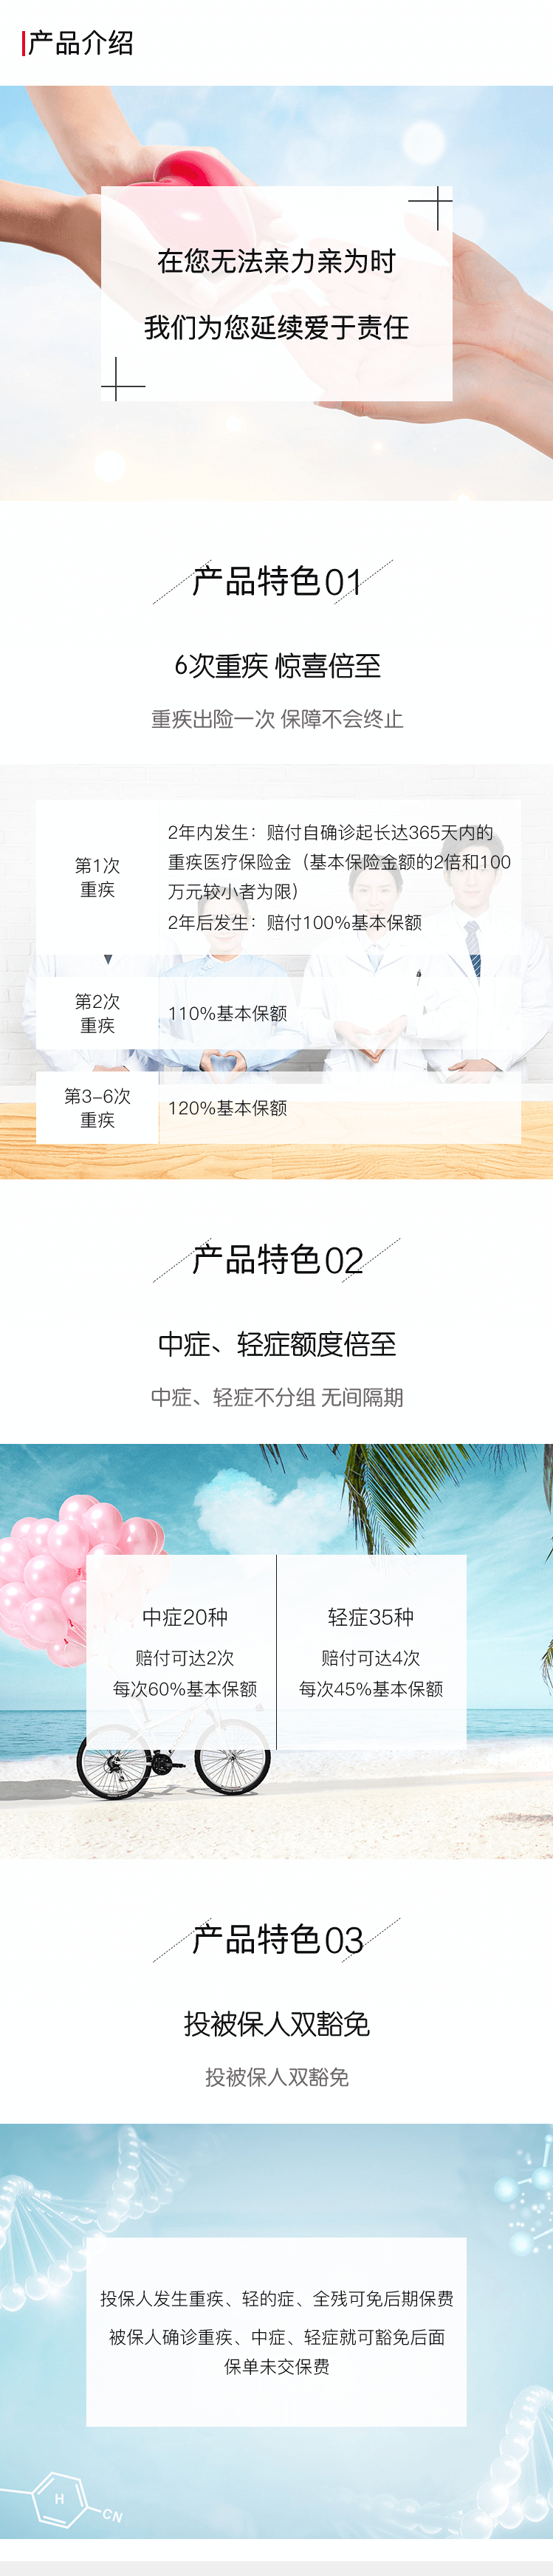 产品介绍
在您无法亲力亲为时
我们为您延续爱于责任
产品特色01
6次重疾 惊喜倍至
重疾出险一次 保障不会终止
第1次
重疾
2年内发生：赔付自确诊起长达365天内的
重疾医疗保险金（基本保险金额的2倍和100
万元较小者为限）
2年后发生：赔付100%基本保额
第2次
重疾
110%基本保额
第3-6次
重疾
120%基本保额
产品特色02
中症、轻症额度倍至
中症、轻症不分组 无间隔期
中症20种
赔付可达2次
每次60%基本保额
轻症35种
赔付可达4次
每次45%基本保额
产品特色03
投被保人双豁免
投被保人双豁免
投保人发生重疾、轻的症、全残可免后期保费
被保人确诊重疾、中症、轻症就可豁免后面
保单未交保费
H
CN